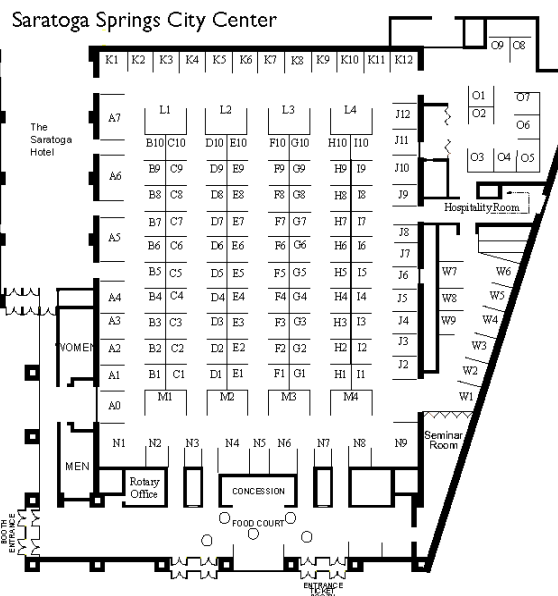 Saratoga Springs City Center
K1 K2 K3 K4 K5 K6 K7 K8 K9 K10 K11 K12
O9 O8
The
Saratoga
Hotel
A7
L1 L2 L3 L4
J12
O1
O7
O2
O6
B10 C10 D10 E10 F10 G10 H10 I10
J11
O3 O4 O5
A6
B9 C9 D9 E9 F9 G9 H9 I9
J10
B8 C8 D8 E8 F8 G8 H8 I8
J9
Hospitality Room
B7 C7 D7 E7 F7 G7 H7 I7
J8
A5
B6 C6 D6 E6 F6 G6 H6 I6
J7
B5 C5 D5 E5 F5 G5 H5 I5
J6
W7 W6
A4
B4 C4 D4 E4 F4 G4 H4 I4
J5
W8 W5
A3
B3 C3 D3 E3 F3 G3 H3 I3
J4
W9 W4
WOMEN
A2
B2 C2 D2 E2 F2 G2 H2 I2
J3
W3
A1
B1 C1 D1 E1 F1 G1 H1 I1
J2
W2
A0
M1 M2 M3 M4
W1
N1 N2 N3 N4 N5 N6 N7 N8 N9
Seminar
Room
MEN
Rotary
Office
CONCESSION
FOOD COURT
BOOTH
ENTRANCE
ENTRANCE
TICKET
BOOTH